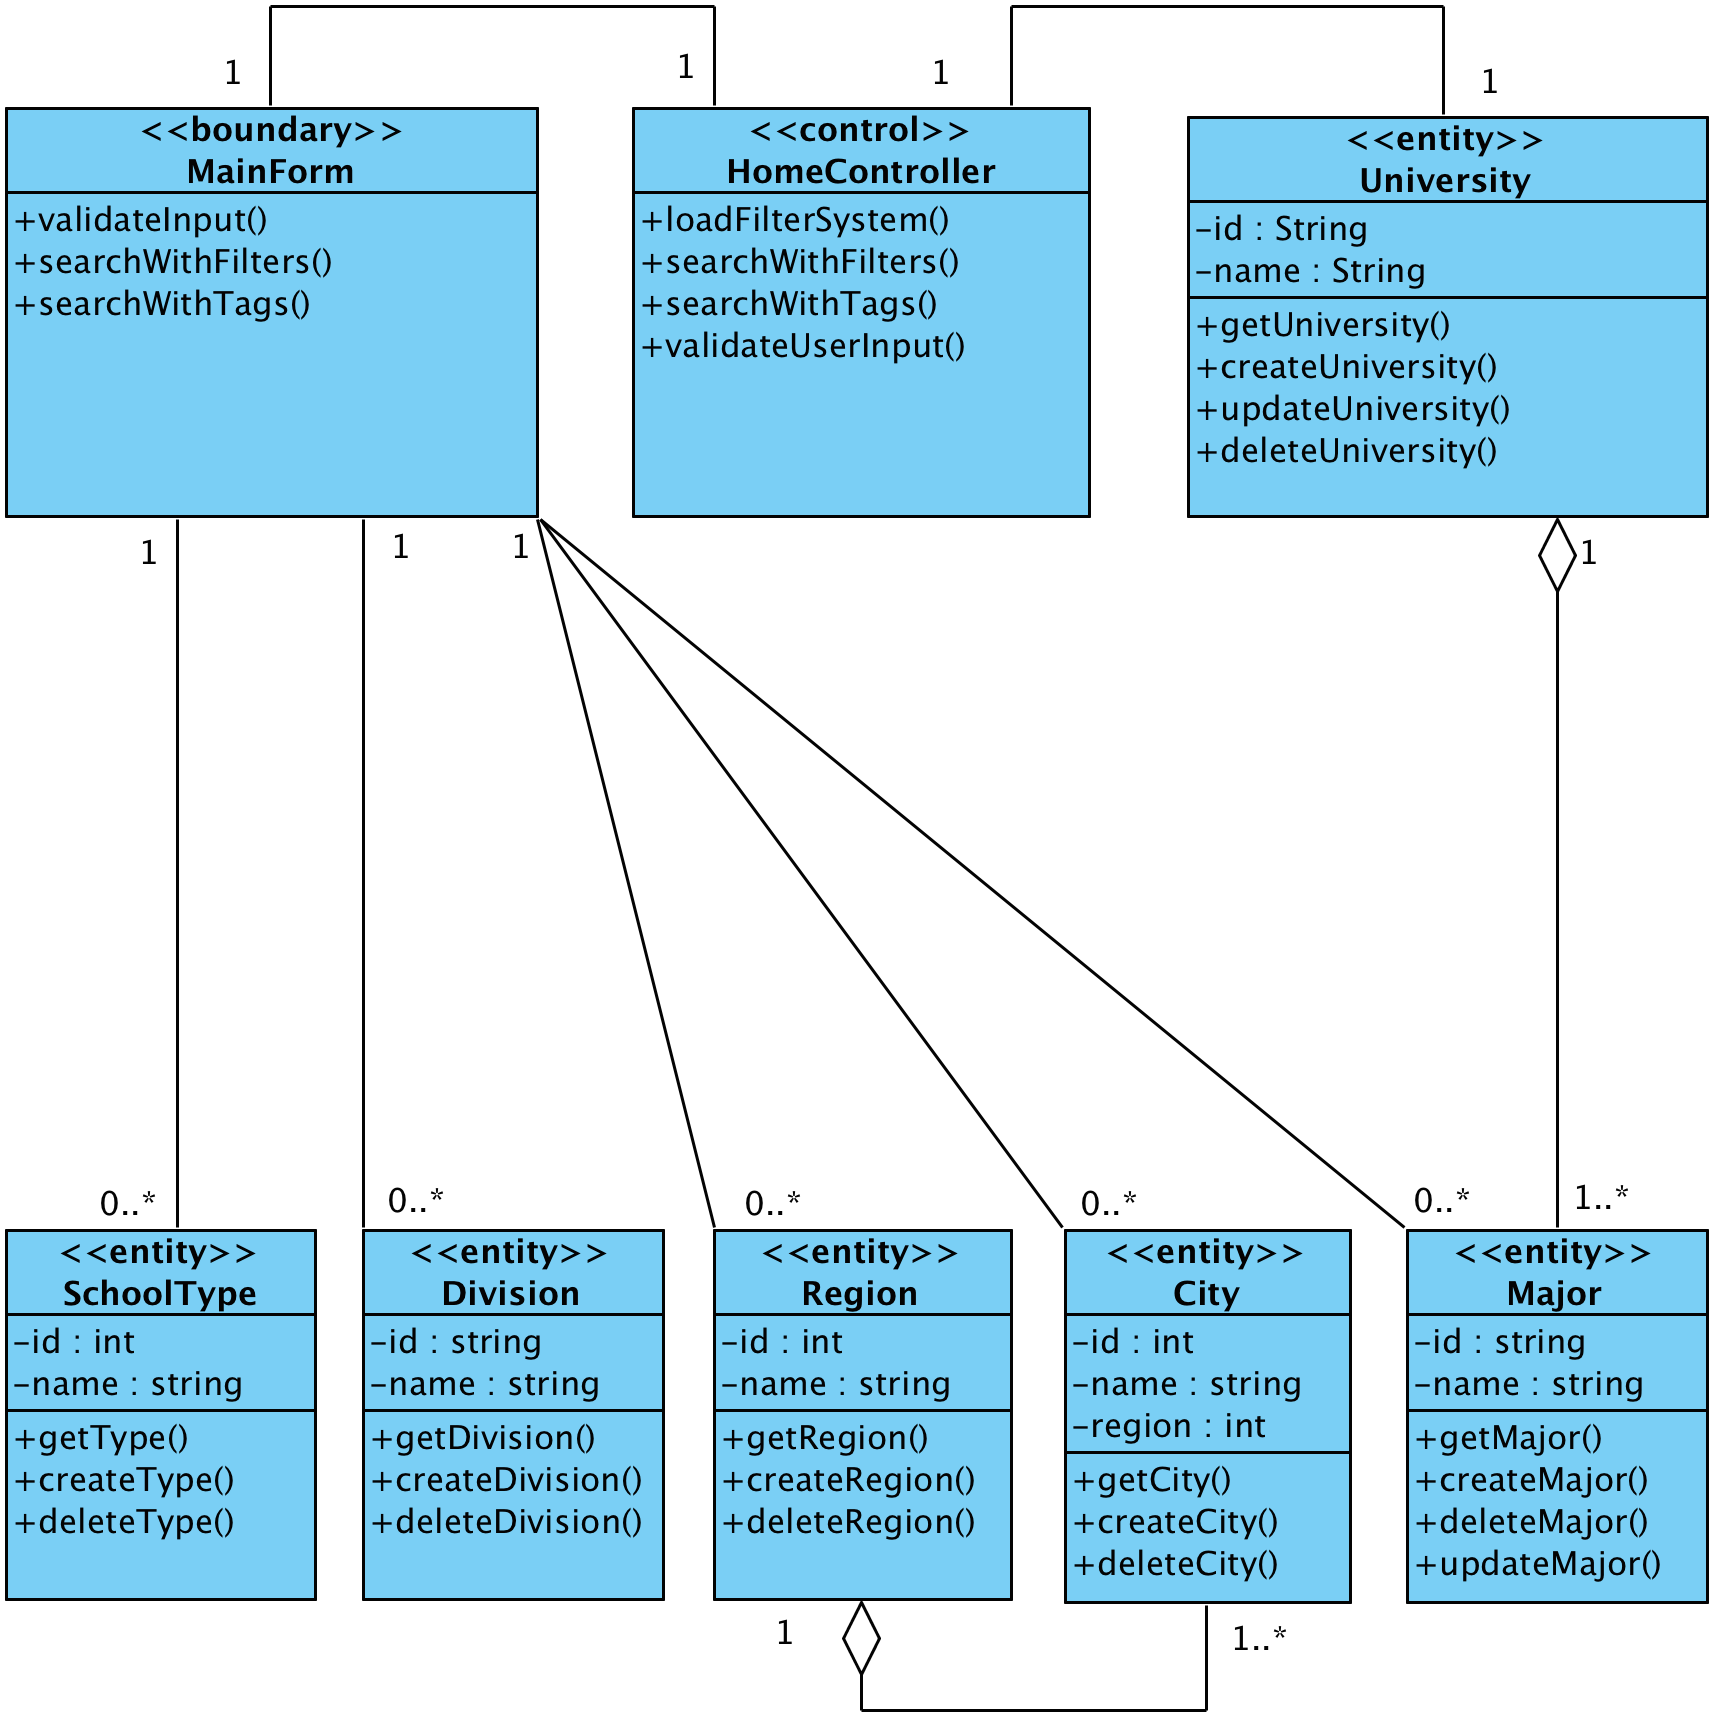 1
1
1
1
<<boundary>>
MainForm
+validateInput()
+searchWithFilters()
+searchWithTags()
<<control>>
HomeController
+loadFilterSystem()
+searchWithFilters()
+searchWithTags()
+validateUserInput()
<<entity>>
University
-id : String
-name : String
+getUniversity()
+createUniversity()
+updateUniversity()
+deleteUniversity()
1
1
1
1
0..*
0..*
0..*
0..*
0..*
1..*
<<entity>>
SchoolType
-id : int
-name : string
+getType()
+createType()
+deleteType()
<<entity>>
Division
-id : string
-name : string
+getDivision()
+createDivision()
+deleteDivision()
<<entity>>
Region
-id : int
-name : string
+getRegion()
+createRegion()
+deleteRegion()
<<entity>>
City
-id : int
-name : string
-region : int
+getCity()
+createCity()
+deleteCity()
<<entity>>
Major
-id : string
-name : string
+getMajor()
+createMajor()
+deleteMajor()
+updateMajor()
1
1..*